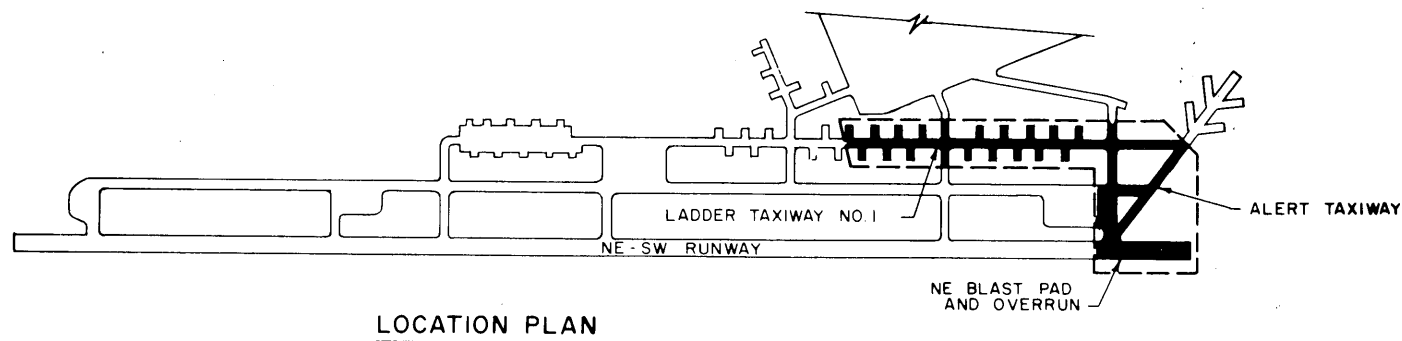 LADDER TAXIWAY NO. 1
ALERT TAXIWAY
NE-SW RUNWAY
NE BLAST PAD
AND OVERRUN
LOCATION PLAN